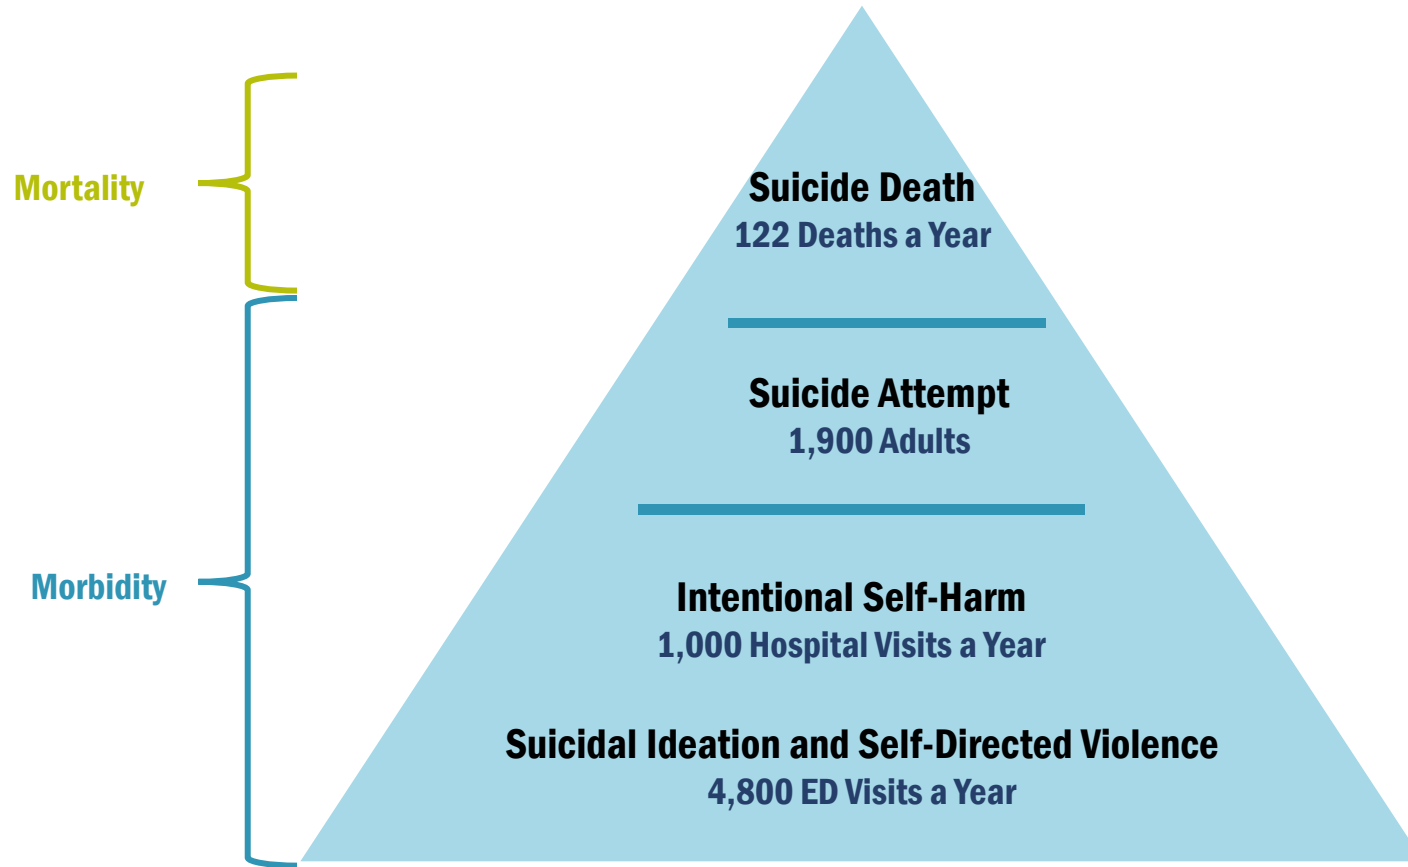 Mortality
Suicide Death
122 Deaths a Year
Suicide Attempt
1,900 Adults
Morbidity
Intentional Self-Harm
1,000 Hospital Visits a Year
Suicidal Ideation and Self-Directed Violence
4,800 ED Visits a Year